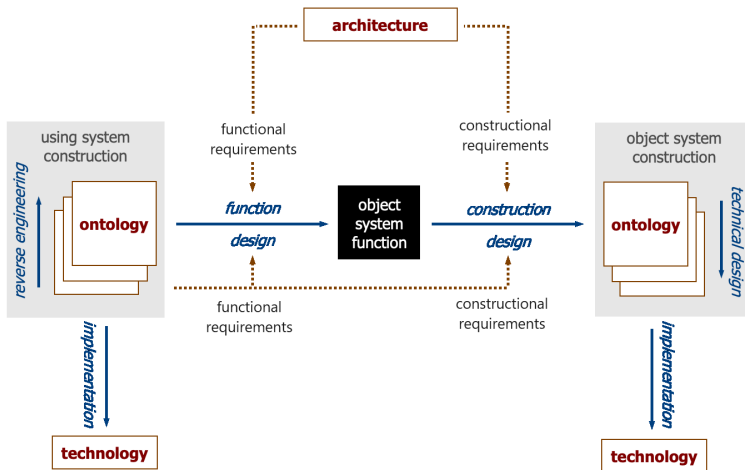 architecture
functional
requirements
constructional
requirements
using system
construction
object system
construction
reverse engineering
ontology
function
design
object
system
function
construction
design
ontology
technical design
functional
requirements
constructional
requirements
implementation
implementation
technology
technology